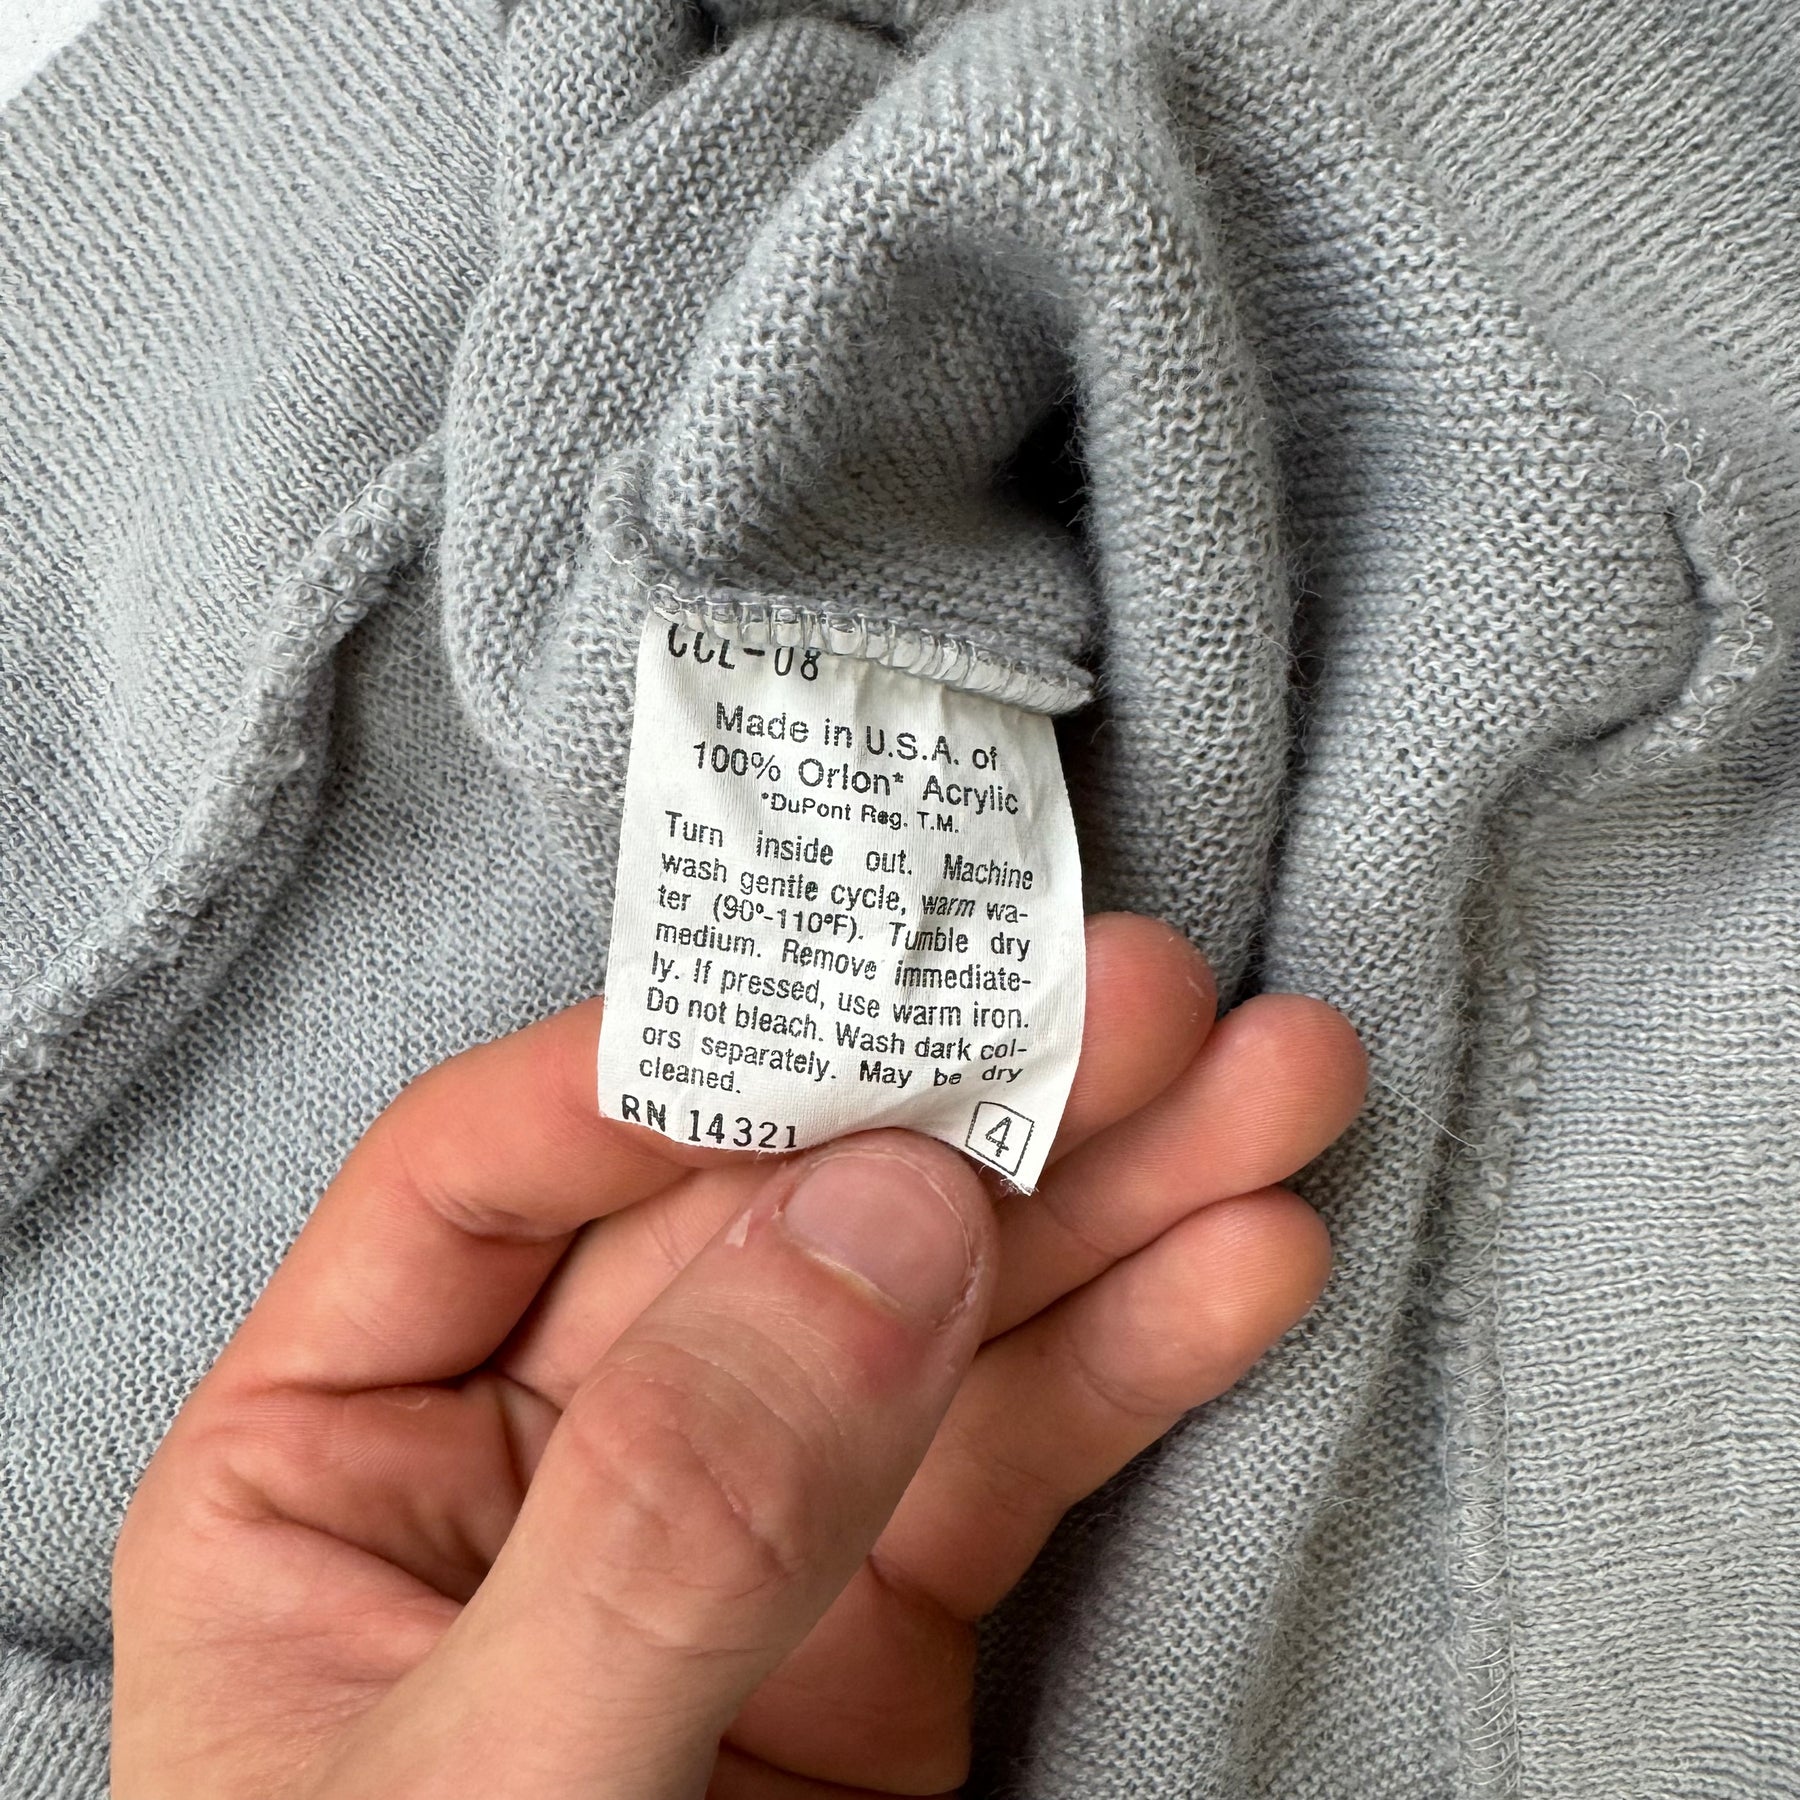 CCL-08
Made in U.S.A. of
100% Orlon* Acrylic
*DuPont Reg. T.M.
Turn inside out. Machine
wash gentle cycle, warm wa-
ter (90º-110ºF). Tumble dry
medium. Remove immediate-
ly. If pressed, use warm iron.
Do not bleach. Wash dark col-
ors separately. May be dry
cleaned.
RN 14321 4